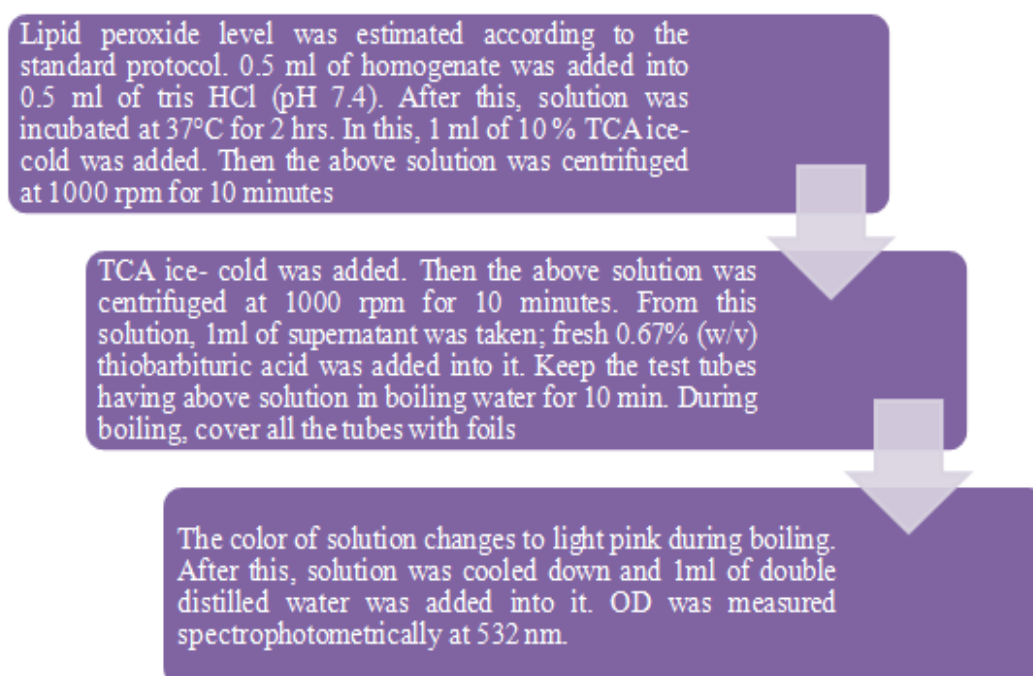 Lipid peroxide level was estimated according to the
standard protocol. 0.5 ml of homogenate was added into
0.5 ml of tris HCl (pH 7.4). After this, solution was
incubated at 37°C for 2 hrs. In this, 1 ml of 10 % TCA ice-
cold was added. Then the above solution was centrifuged
at 1000 rpm for 10 minutes
TCA ice- cold was added. Then the above solution was
centrifuged at 1000 rpm for 10 minutes. From this
solution, 1ml of supernatant was taken; fresh 0.67% (w/v)
thiobarbituric acid was added into it. Keep the test tubes
having above solution in boiling water for 10 min. During
boiling, cover all the tubes with foils
The color of solution changes to light pink during boiling.
After this, solution was cooled down and 1ml of double
distilled water was added into it. OD was measured
spectrophotometrically at 532 nm.